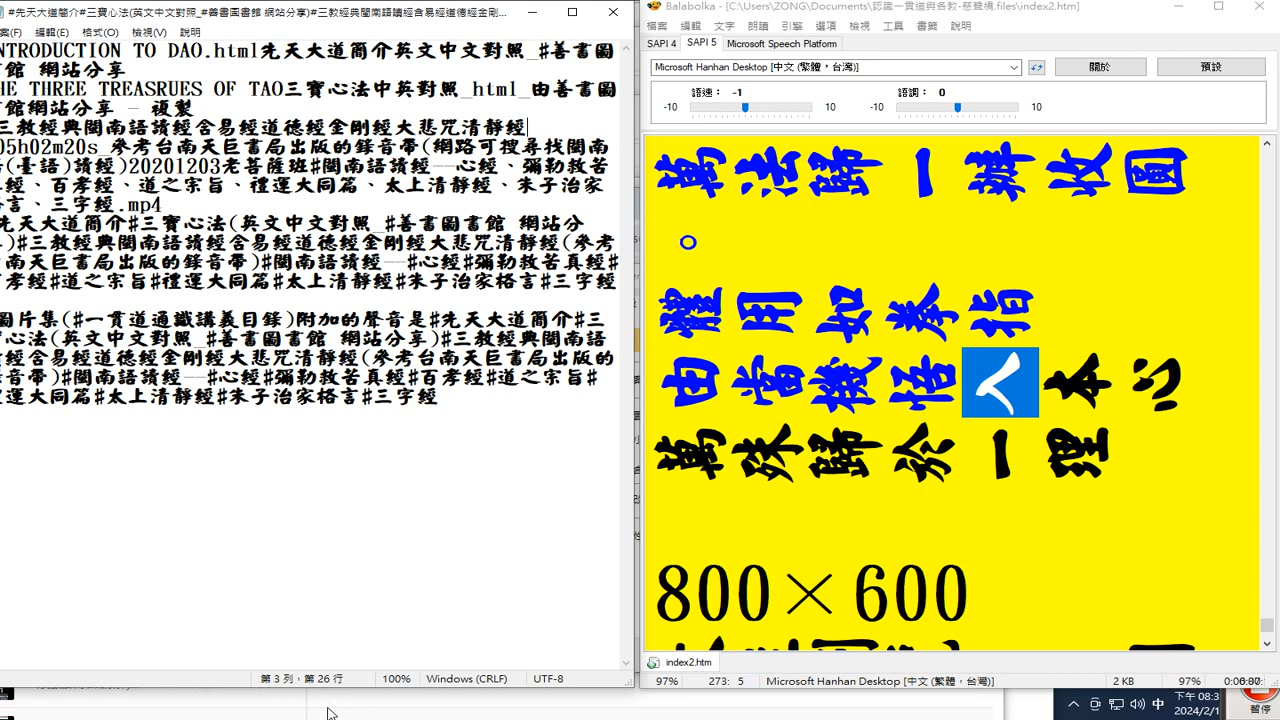 #先天大道簡介#三寶心法(英文中文對照_#善書圖書館 網站分享)#三教經典閩南語讀經含易經道德經金剛...
(F) 編輯(E) 格式(O) 檢視(V) 說明
NTRODUCTION TO DAO.html先天大道簡介英文中文對照_#善書圖
館 網站分享
HE THREE TREASRUES OF TAO三寶心法中英對照_html_由善書圖
館網站分享 - 複製
三教經典閩南語讀經含易經道德經金剛經大悲咒清靜經
05h02m20s_參考台南天巨書局出版的錄音帶(網路可搜尋找閩南
(臺語)讀經)20201203老菩薩班#閩南語讀經--心經、彌勒救苦
經、百孝經、道之宗旨、禮運大同篇、太上清靜經、朱子治家
言、三字經.mp4
先天大道簡介#三寶心法(英文中文對照_#善書圖書館 網站分
)#三教經典閩南語讀經含易經道德經金剛經大悲咒清靜經(參考
南天巨書局出版的錄音帶)#閩南語讀經--#心經#彌勒救苦真經#
孝經#道之宗旨#禮運大同篇#太上清靜經#朱子治家格言#三字經
圖片集(#一貫道通識講義目錄)附加的聲音是#先天大道簡介#三
心法(英文中文對照_#善書圖書館 網站分享)#三教經典閩南語
經含易經道德經金剛經大悲咒清靜經(參考台南天巨書局出版的
音帶)#閩南語讀經--#心經#彌勒救苦真經#百孝經#道之宗旨#
運大同篇#太上清靜經#朱子治家格言#三字經
第 3 列，第 26 行 100% Windows (CRLF) UTF-8
Balabolka - [C:\Users\ZONG\Documents\認識一貫道與各教-慈聲機.files\index2.htm]
檔案 編輯 文字 朗讀 引擎 選項 檢視 工具 書籤 說明
SAPI 4 SAPI 5 Microsoft Speech Platform
Microsoft Hanhan Desktop [中文 (繁體，台灣)] 關於 預設
語速： -1 語調： 0
-10 10 -10 10
萬法歸一辦收圓
。
體用如拳指
由當機悟入本心
萬殊歸於一理
800×600
index2.htm
97% 273: 5 Microsoft Hanhan Desktop [中文 (繁體，台灣)] 2 KB 97%
中 下午 08:3
2024/2/1
暫停